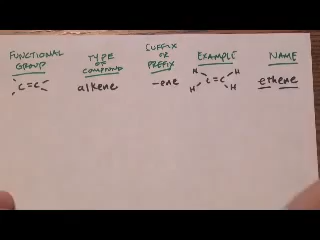 FUNCTIONAL GROUP
TYPE OF COMPOUND
SUFFIX OR PREFIX
EXAMPLE
NAME
C=C
alkene
-ene
H H
C=C
H H
ethene